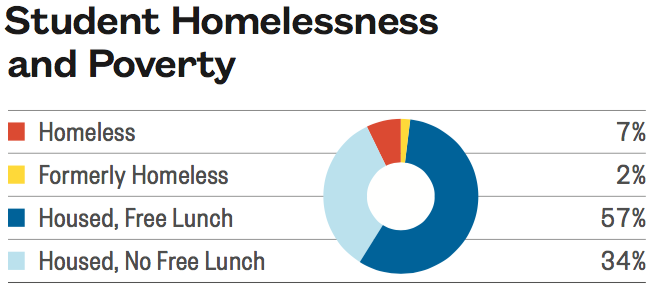 Student Homelessness
and Poverty
Homeless 7%
Formerly Homeless 2%
Housed, Free Lunch 57%
Housed, No Free Lunch 34%